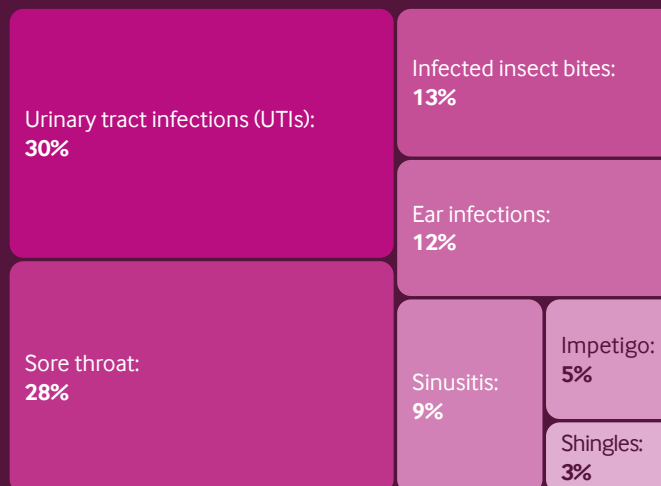 Urinary tract infections (UTIs):
30%
Infected insect bites:
13%
Ear infections:
12%
Sore throat:
28%
Sinusitis:
9%
Impetigo:
5%
Shingles:
3%